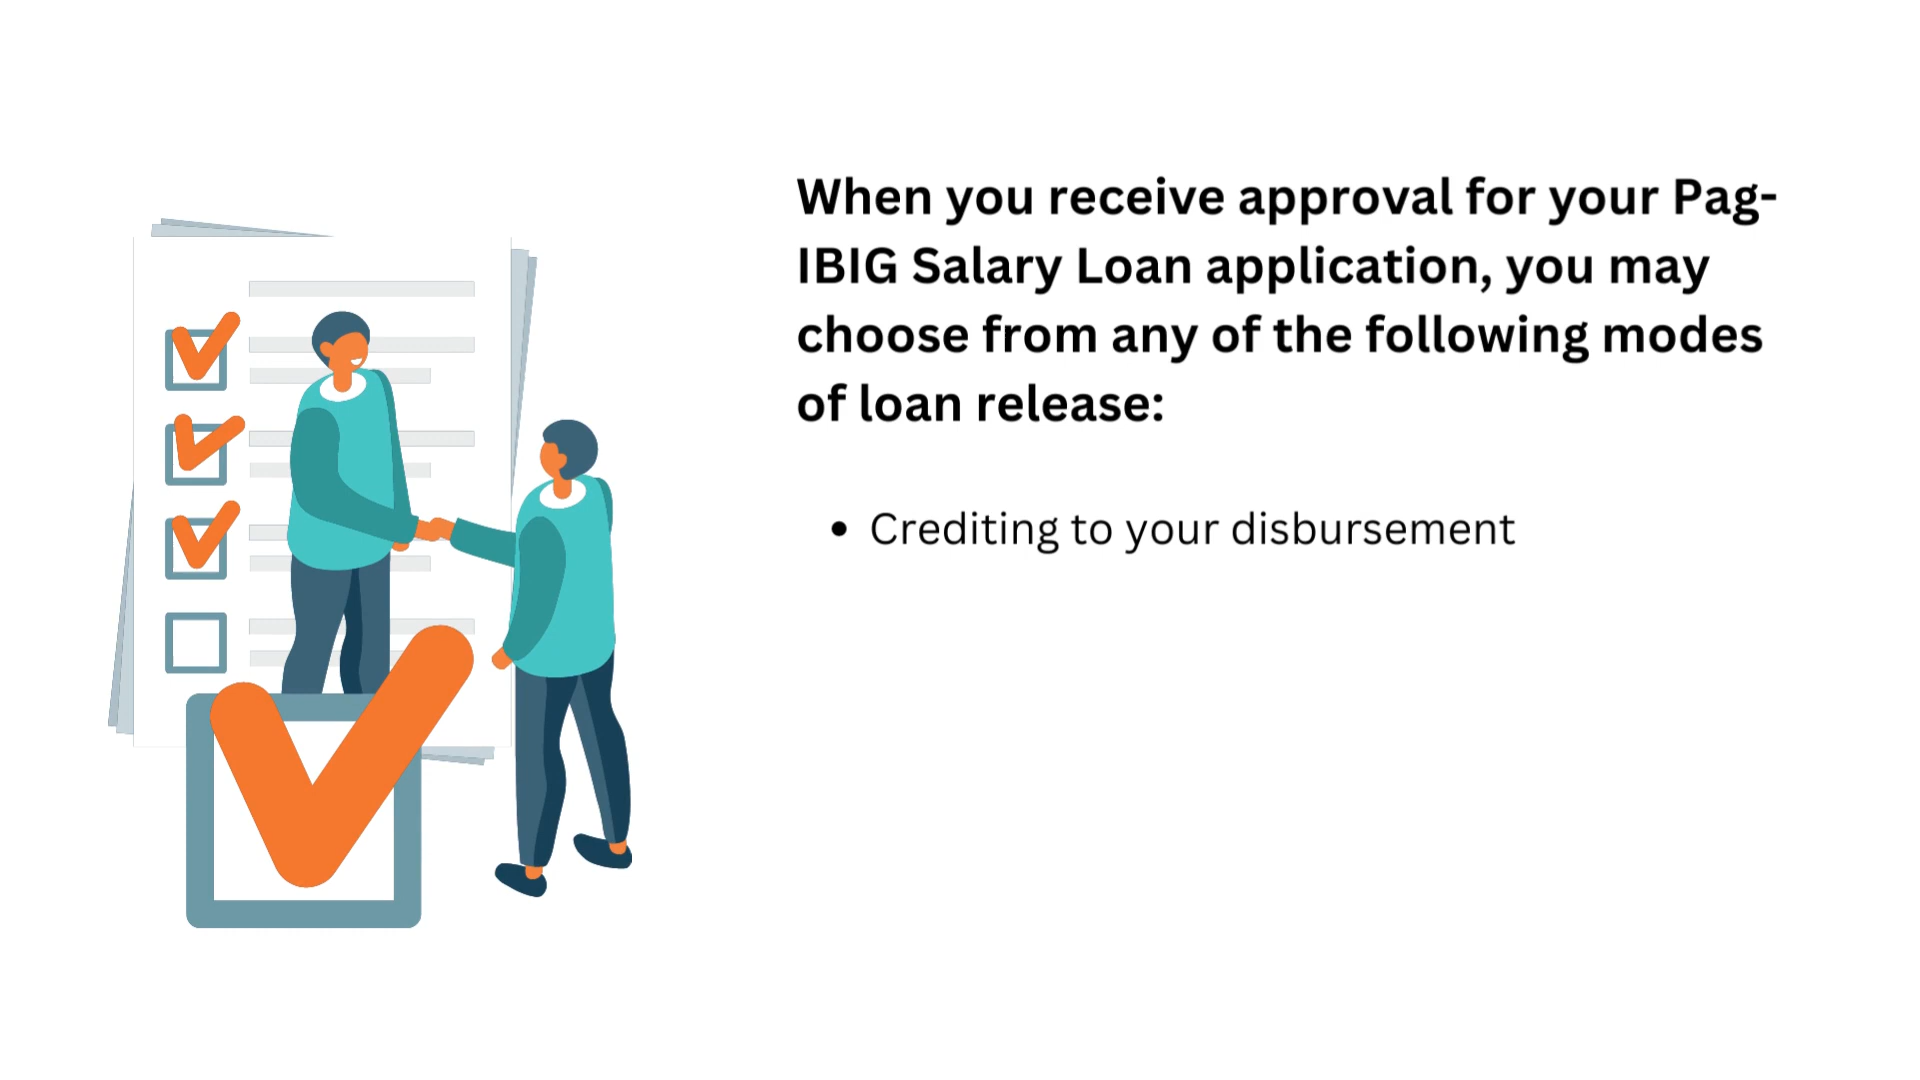 When you receive approval for your Pag-
IBIG Salary Loan application, you may
choose from any of the following modes
of loan release:
• Crediting to your disbursement